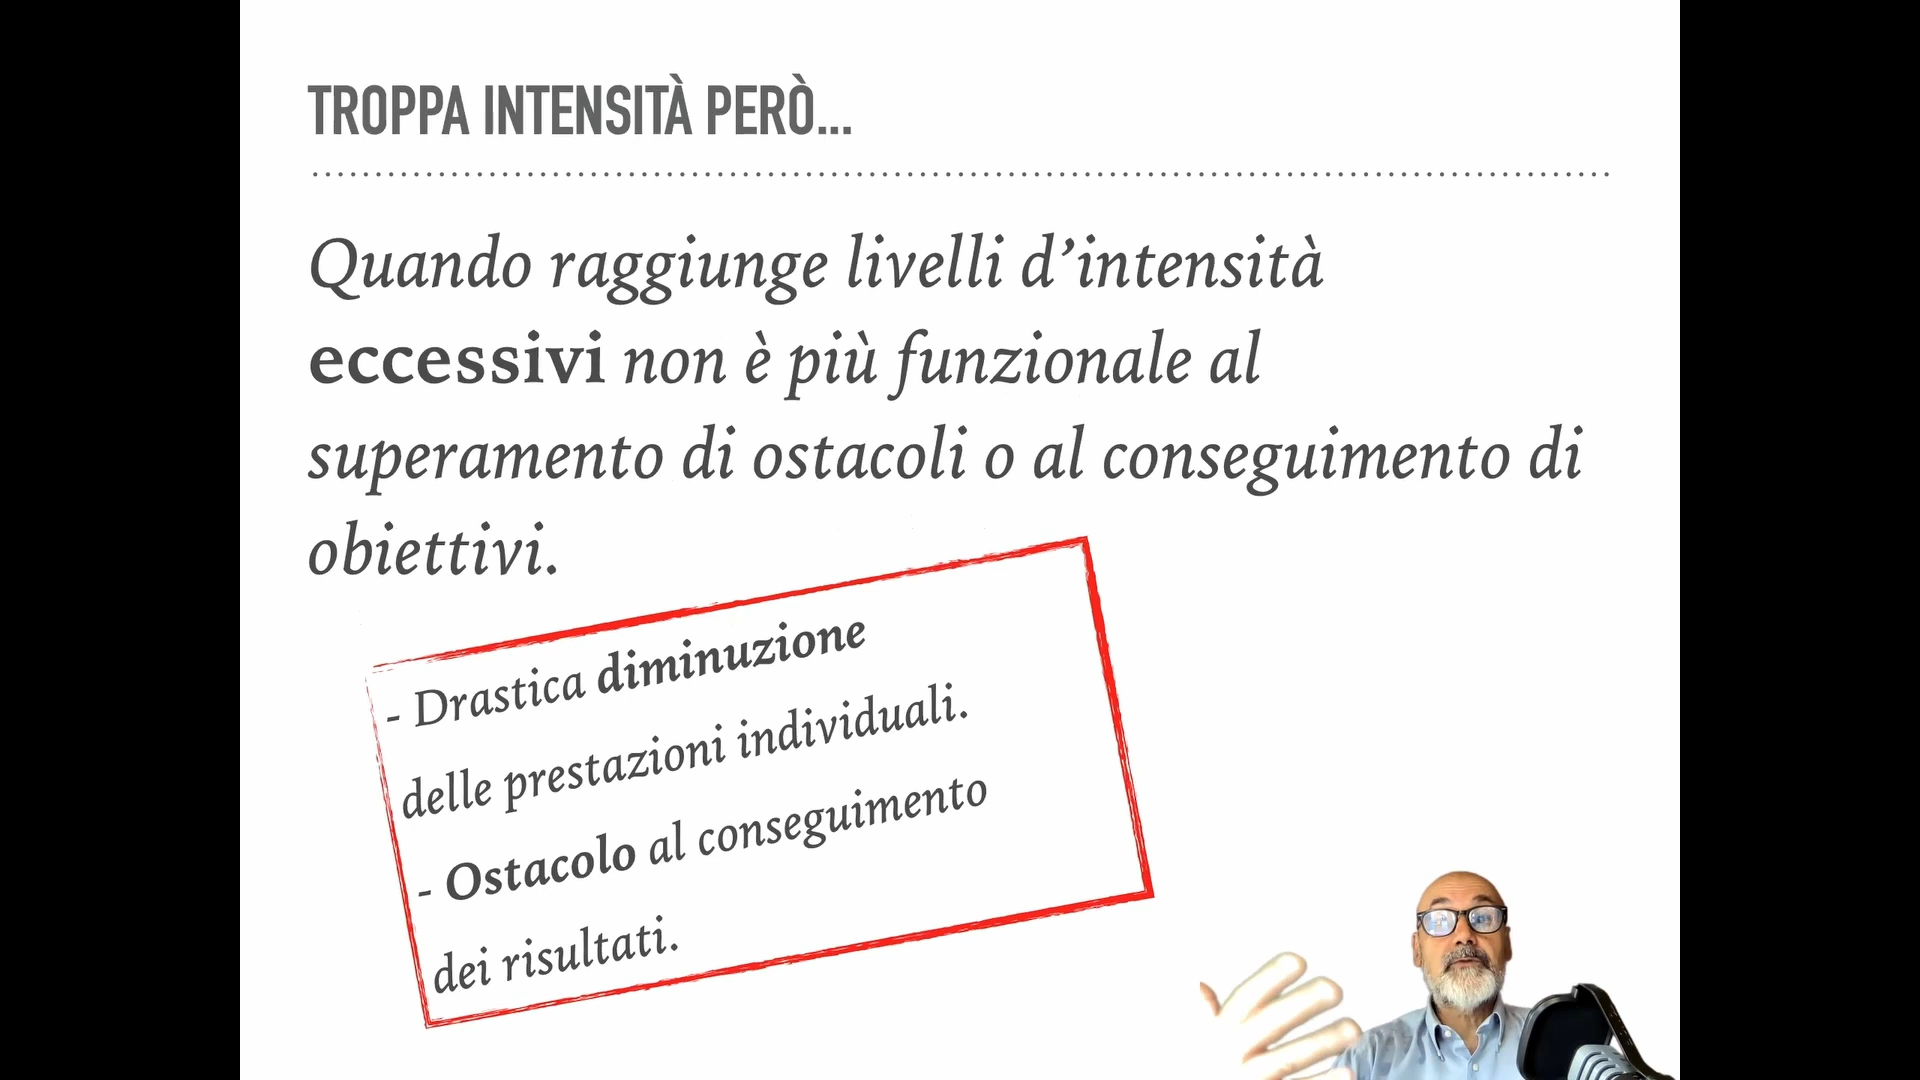 TROPPA INTENSITÀ PERÒ...
Quando raggiunge livelli d’intensità
eccessivi non è più funzionale al
superamento di ostacoli o al conseguimento di
obiettivi.
- Drastica diminuzione
delle prestazioni individuali.
- Ostacolo al conseguimento
dei risultati.